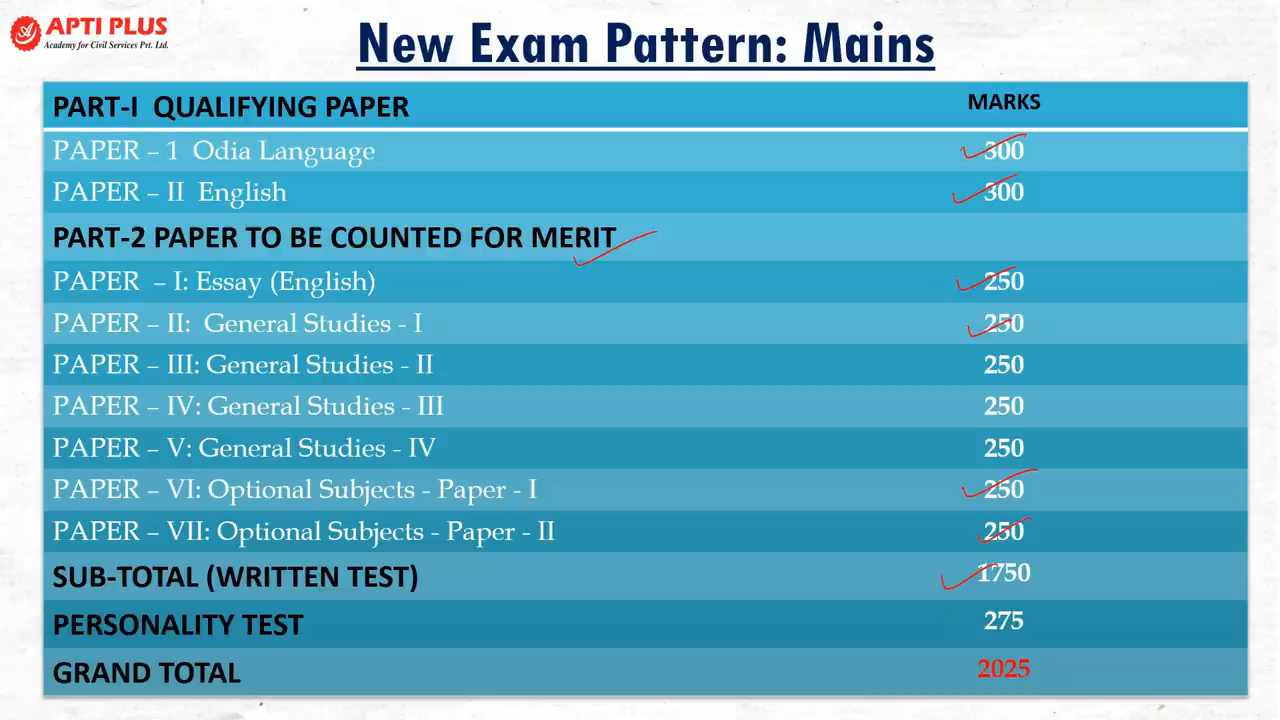 APTI PLUS
Academy for Civil Services Pvt. Ltd.
New Exam Pattern: Mains
PART-I QUALIFYING PAPER MARKS
PAPER – 1 Odia Language 300
PAPER – II English 300
PART-2 PAPER TO BE COUNTED FOR MERIT
PAPER – I: Essay (English) 250
PAPER – II: General Studies - I 250
PAPER – III: General Studies - II 250
PAPER – IV: General Studies - III 250
PAPER – V: General Studies - IV 250
PAPER – VI: Optional Subjects - Paper - I 250
PAPER – VII: Optional Subjects - Paper - II 250
SUB-TOTAL (WRITTEN TEST) 1750
PERSONALITY TEST 275
GRAND TOTAL 2025